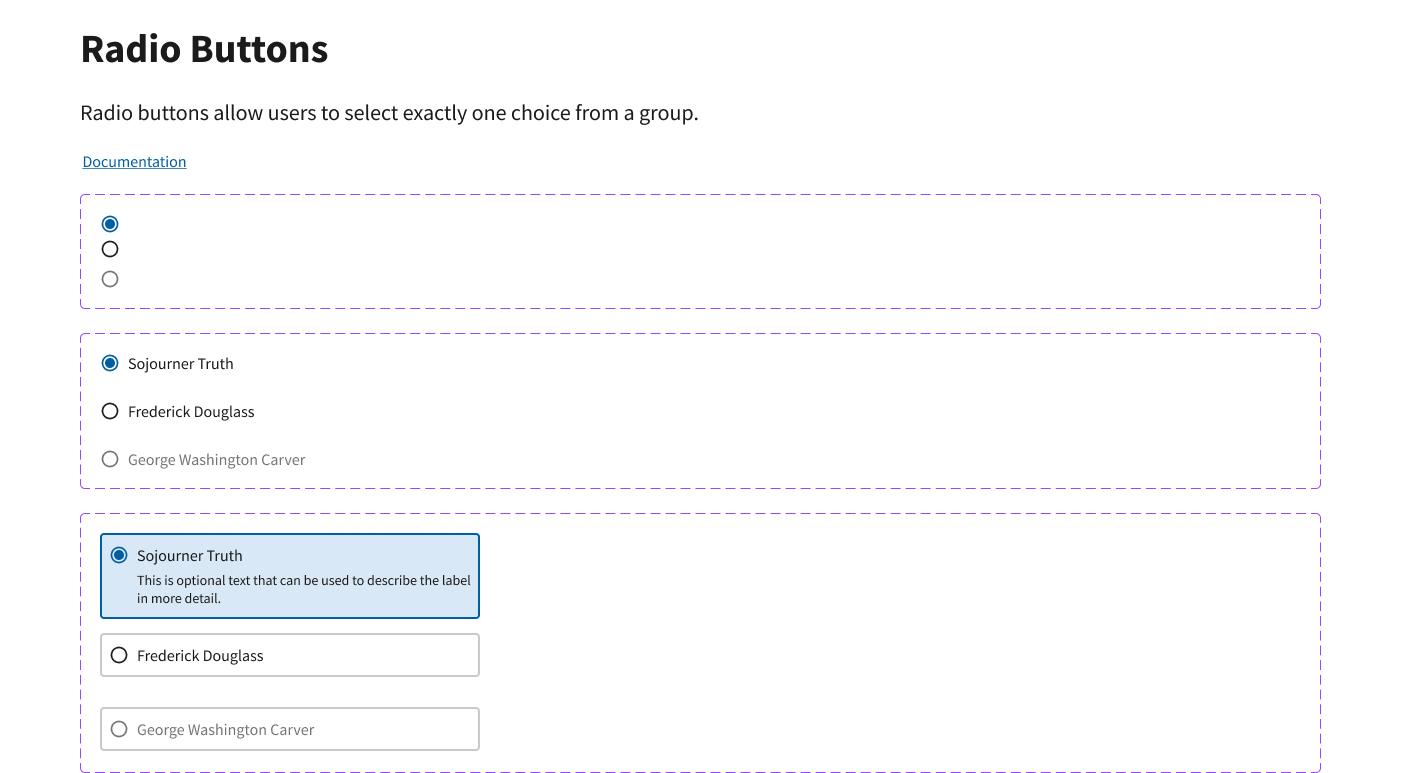 Radio Buttons
Radio buttons allow users to select exactly one choice from a group.
Documentation
Sojourner Truth
Frederick Douglass
George Washington Carver
Sojourner Truth
This is optional text that can be used to describe the label
in more detail.
Frederick Douglass
George Washington Carver